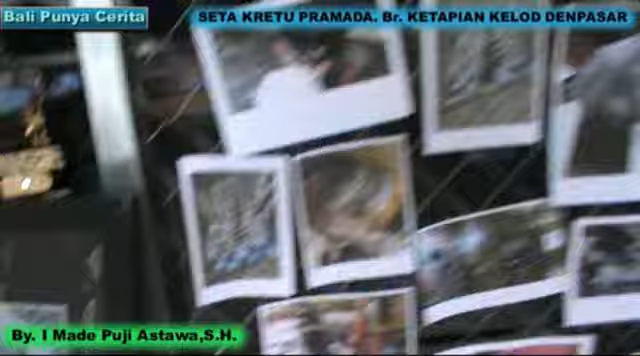 Bali Punya Cerita
SETA KRETU PRAMADA. Br. KETAPIAN KELOD DENPASAR
By. I Made Puji Astawa,S.H.